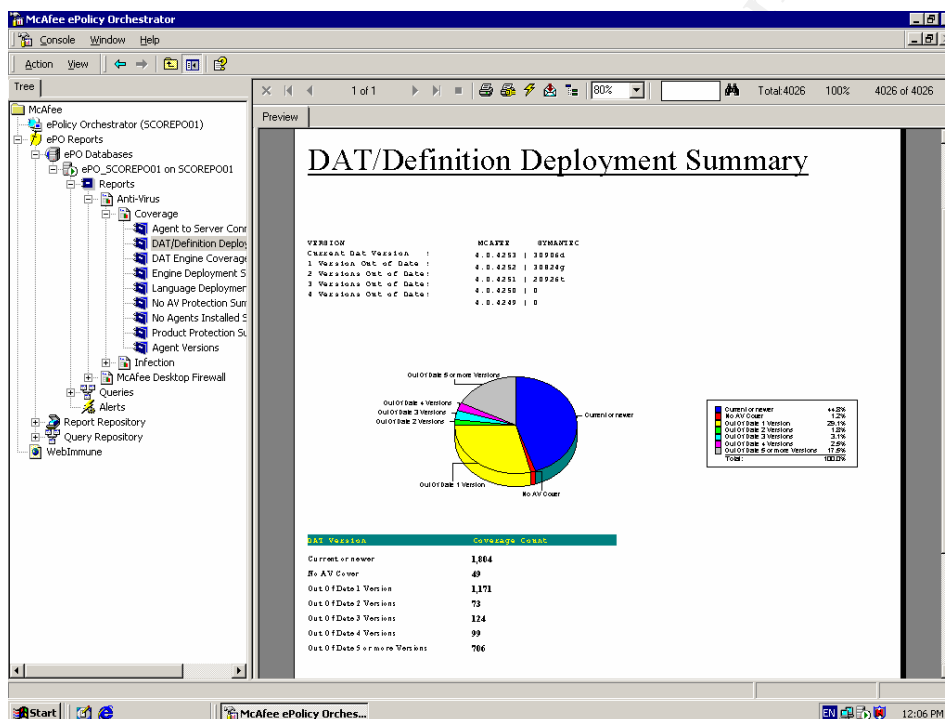 McAfee ePolicy Orchestrator
Console Window Help
Action View
Tree
1 of 1
80%
Total:4026 100% 4026 of 4026
Preview
McAfee
ePolicy Orchestrator (SCOREPO01)
ePO Reports
ePO Databases
ePO_SCOREPO01 on SCOREPO01
Reports
Anti-Virus
Coverage
Agent to Server Conn
DAT/Definition Deploy
DAT Engine Coverage
Engine Deployment S
Language Deploymen
No AV Protection Sum
No Agents Installed S
Product Protection Su
Agent Versions
Infection
McAfee Desktop Firewall
Queries
Alerts
Report Repository
Query Repository
WebImmune
DAT/Definition Deployment Summary
VERSION MCAFEE SYMANTEC
Current Dat Version : 4.0.4253 | 30906d
1 Version Out of Date : 4.0.4252 | 30824g
2 Versions Out of Date: 4.0.4251 | 20926t
3 Versions Out of Date: 4.0.4250 | 0
4 Versions Out of Date: 4.0.4249 | 0
Out Of Date 5 or more Versions
Out Of Date 4 Versions
Out Of Date 3 Versions
Out Of Date 2 Versions
Current or newer
Out Of Date 1 Version
No AV Cover
Current or newer 44.8%
No AV Cover 1.2%
Out Of Date 1 Version 29.1%
Out Of Date 2 Versions 1.8%
Out Of Date 3 Versions 3.1%
Out Of Date 4 Versions 2.5%
Out Of Date 5 or more Versions 17.5%
Total: 100.0%
DAT Version Coverage Count
Current or newer 1,804
No AV Cover 49
Out Of Date 1 Version 1,171
Out Of Date 2 Versions 73
Out Of Date 3 Versions 124
Out Of Date 4 Versions 99
Out Of Date 5 or more Versions 706
Start
McAfee ePolicy Orches...
EN
12:06 PM